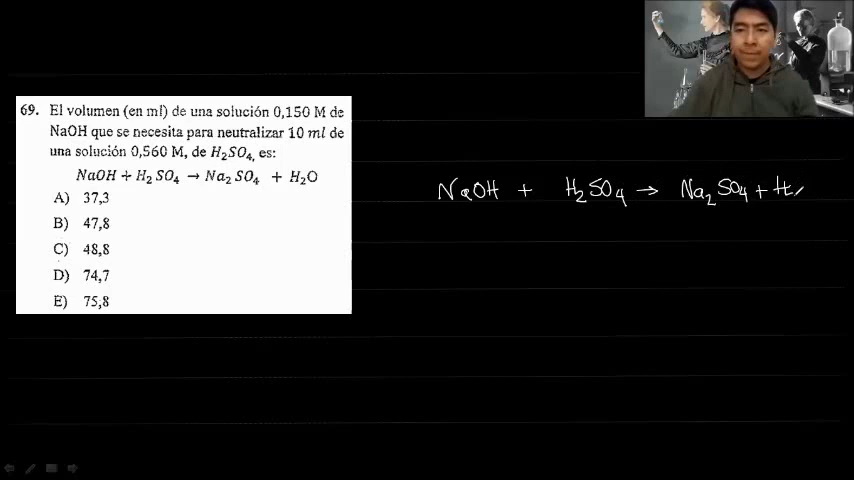 69. El volumen (en ml) de una solución 0,150 M de
NaOH que se necesita para neutralizar 10 ml de
una solución 0,560 M, de H₂SO₄, es:
NaOH + H₂SO₄ → Na₂SO₄ + H₂O
A) 37,3
B) 47,8
C) 48,8
D) 74,7
E) 75,8
NaOH + H₂SO₄ → Na₂SO₄ + H